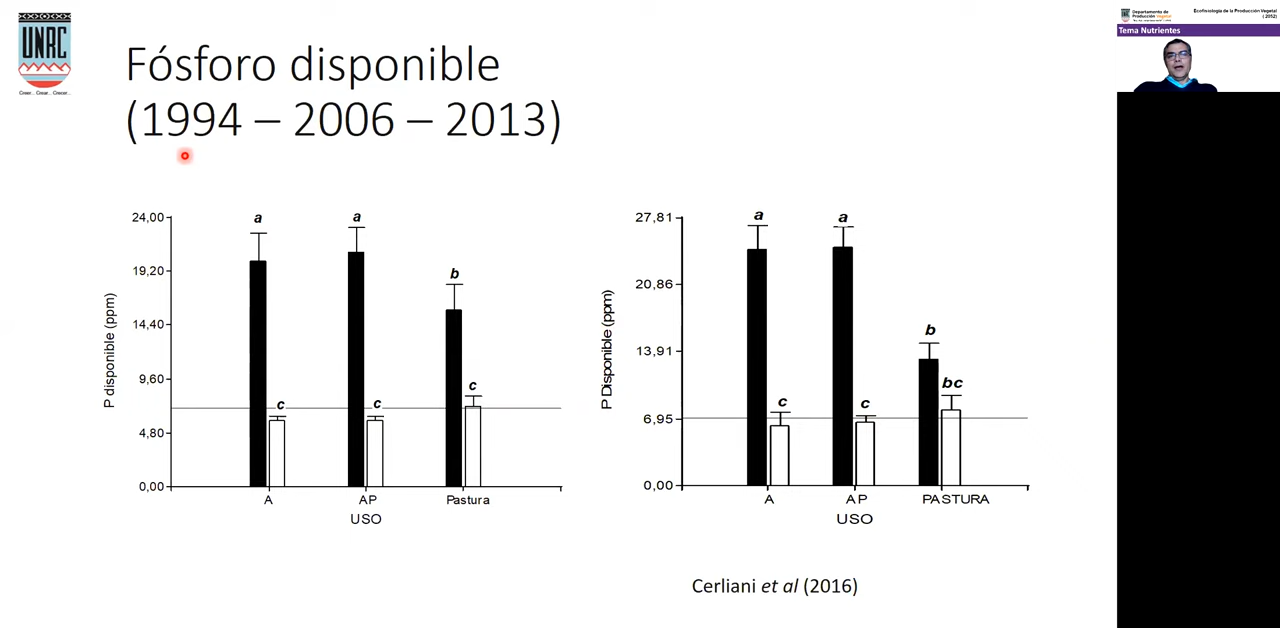 UNRC
Crear... Crear... Crecer...
Fósforo disponible
(1994 – 2006 – 2013)
24,00
19,20
14,40
9,60
4,80
0,00
P disponible (ppm)
a
c
a
c
b
c
A
AP
Pastura
USO
27,81
20,86
13,91
6,95
0,00
P Disponible (ppm)
a
c
a
c
b
bc
A
AP
PASTURA
USO
Cerliani et al (2016)
Departamento de
Producción Vegetal
Ecofisiología de la Producción Vegetal
( 2052)
Tema Nutrientes